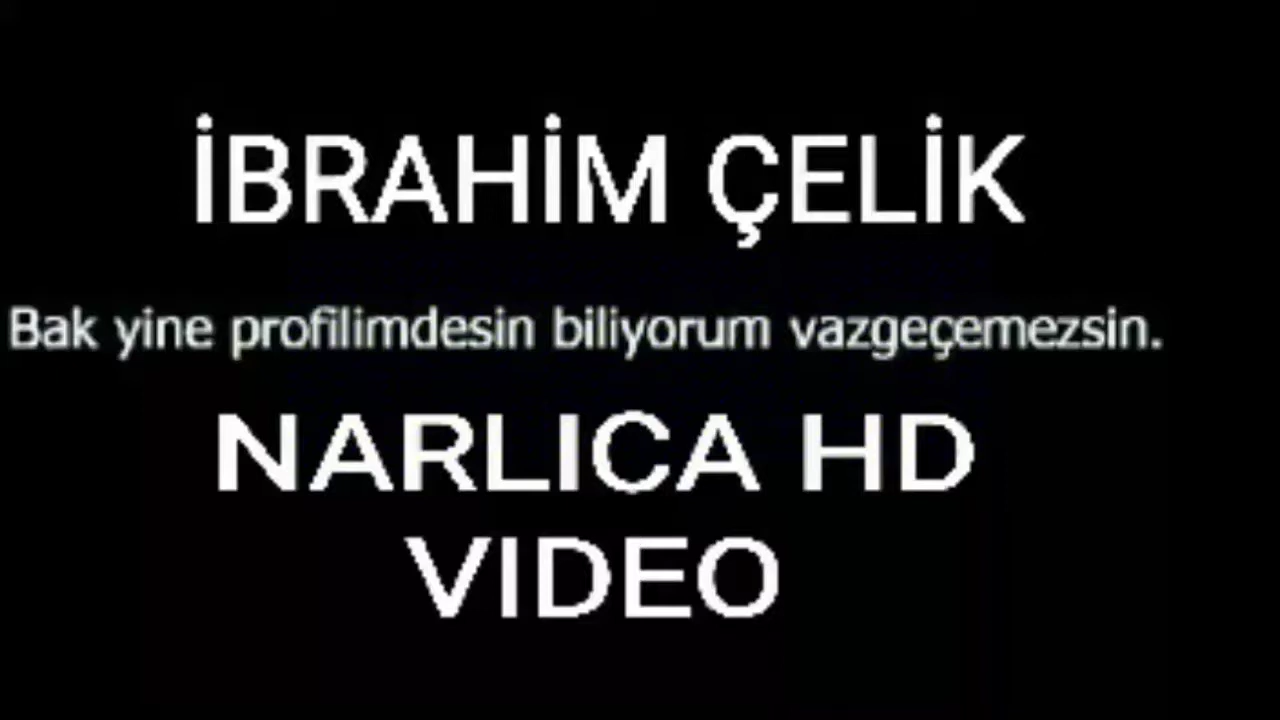 İBRAHİM ÇELİK
Bak yine profilimdesin biliyorum vazgeçemezsin.
NARLICA HD
VIDEO